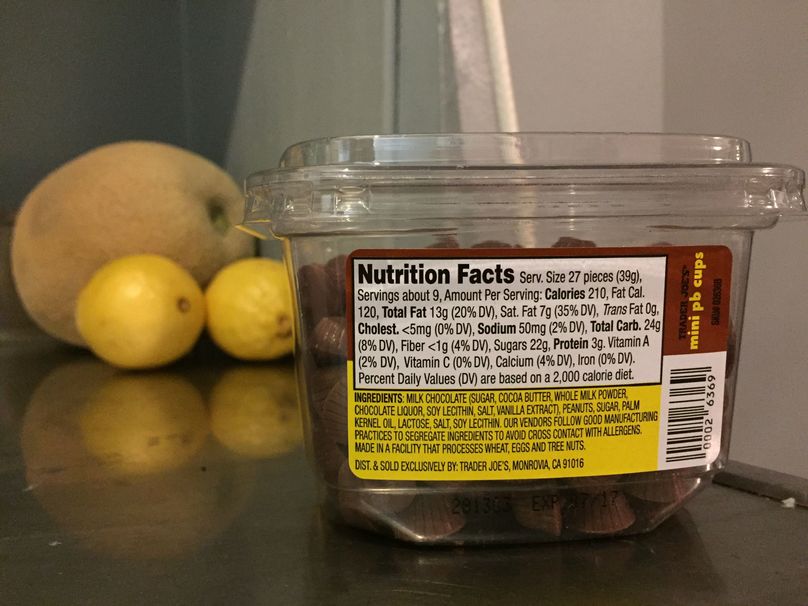 Nutrition Facts Serv. Size 27 pieces (39g),
Servings about 9, Amount Per Serving: Calories 210, Fat Cal.
120, Total Fat 13g (20% DV), Sat. Fat 7g (35% DV), Trans Fat 0g,
Cholest. <5mg (0% DV), Sodium 50mg (2% DV), Total Carb. 24g
(8% DV), Fiber <1g (4% DV), Sugars 22g, Protein 3g. Vitamin A
(2% DV), Vitamin C (0% DV), Calcium (4% DV), Iron (0% DV).
Percent Daily Values (DV) are based on a 2,000 calorie diet.
INGREDIENTS: MILK CHOCOLATE (SUGAR, COCOA BUTTER, WHOLE MILK POWDER,
CHOCOLATE LIQUOR, SOY LECITHIN, SALT, VANILLA EXTRACT), PEANUTS, SUGAR, PALM
KERNEL OIL, LACTOSE, SALT, SOY LECITHIN. OUR VENDORS FOLLOW GOOD MANUFACTURING
PRACTICES TO SEGREGATE INGREDIENTS TO AVOID CROSS CONTACT WITH ALLERGENS.
MADE IN A FACILITY THAT PROCESSES WHEAT, EGGS AND TREE NUTS.
DIST. & SOLD EXCLUSIVELY BY: TRADER JOE'S, MONROVIA, CA 91016
TRADER JOE'S
mini pb cups
0002 6369
EXP